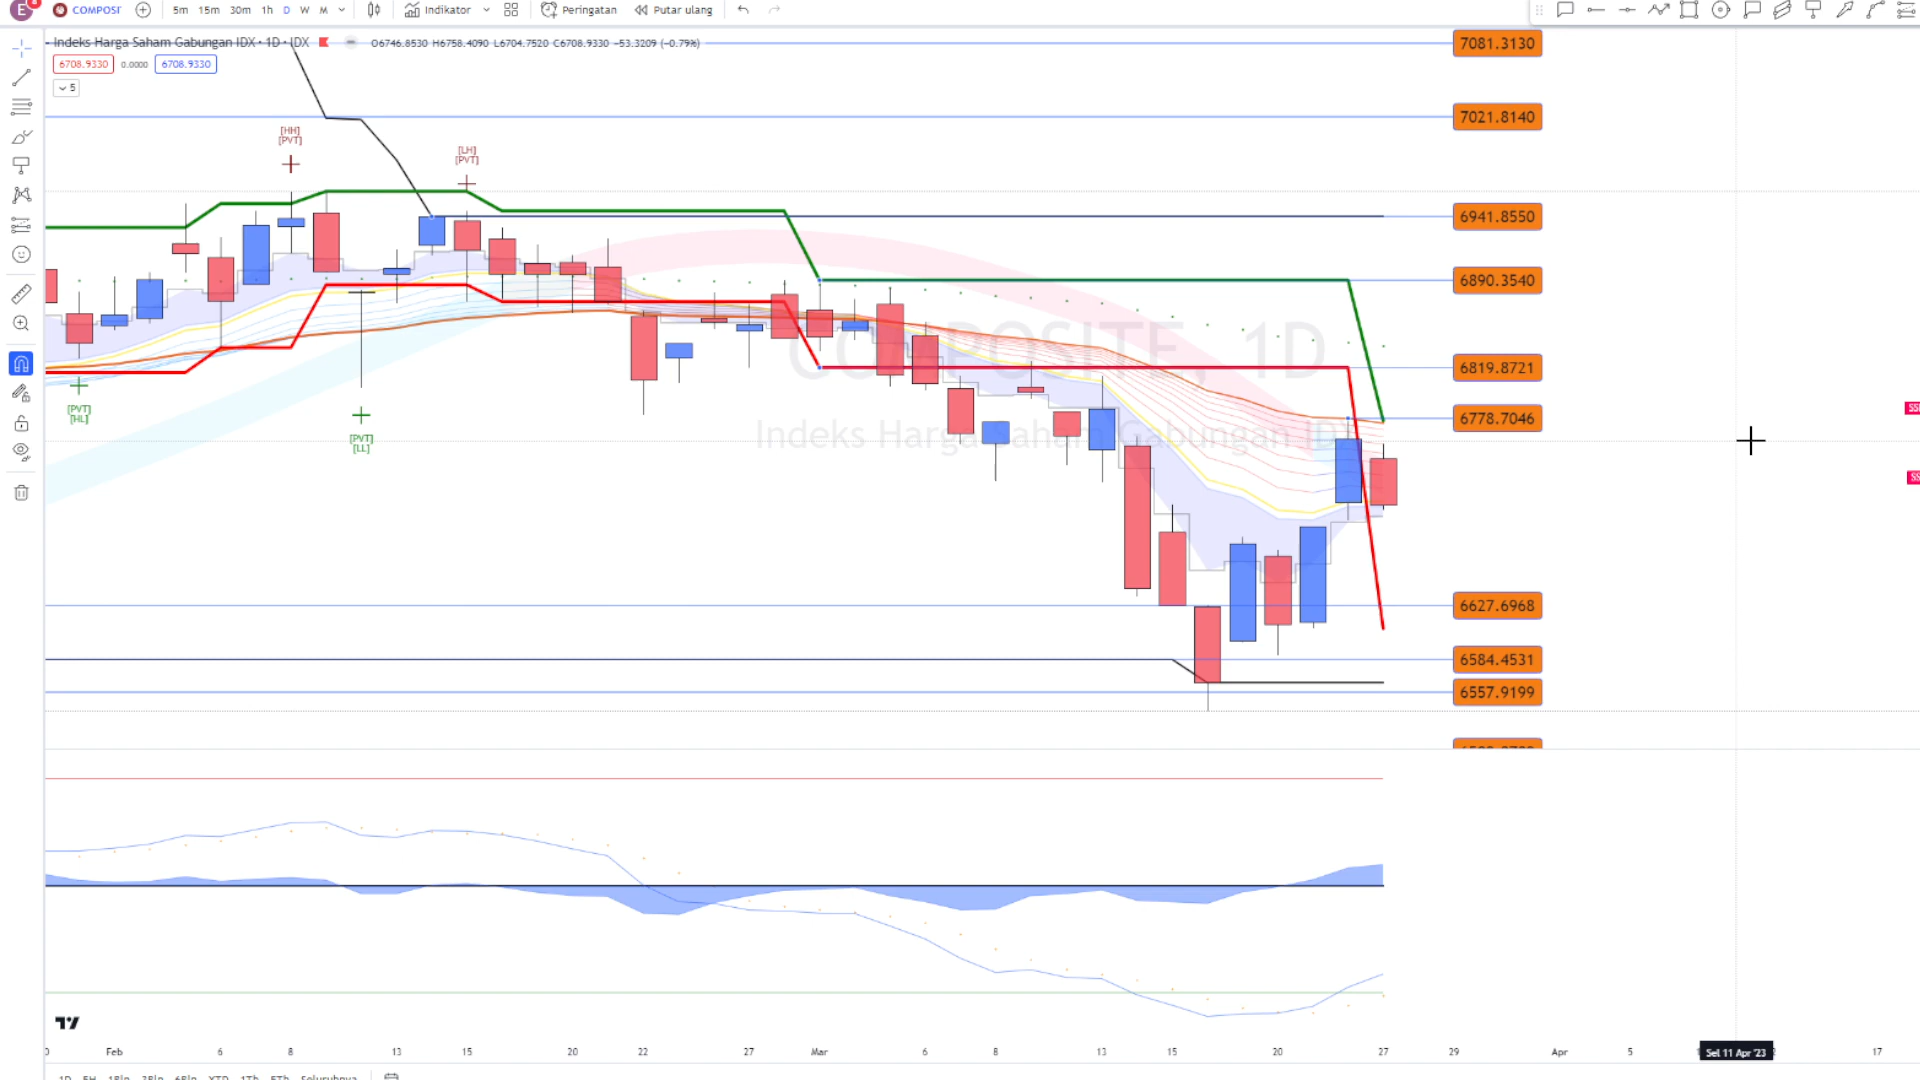 E
COMPOSI 5m 15m 30m 1h D W M Indikator Peringatan Putar ulang
Indeks Harga Saham Gabungan IDX · 1D · IDX O6746.8530 H6758.4090 L6704.7520 C6708.9330 −53.3209 (−0.79%)
6708.9330 0.0000 6708.9330
5
7081.3130
7021.8140
[HH]
[PVT]
[LH]
[PVT]
6941.8550
6890.3540
COMPOSITE, 1D
6819.8721
[PVT]
[HL]
6778.7046
Indeks Harga Saham Gabungan ID
[PVT]
[LL]
6627.6968
6584.4531
6557.9199
Feb 6 8 13 15 20 22 27 Mar 6 8 13 15 20 27 29 Apr 5 Sel 11 Apr '23 17